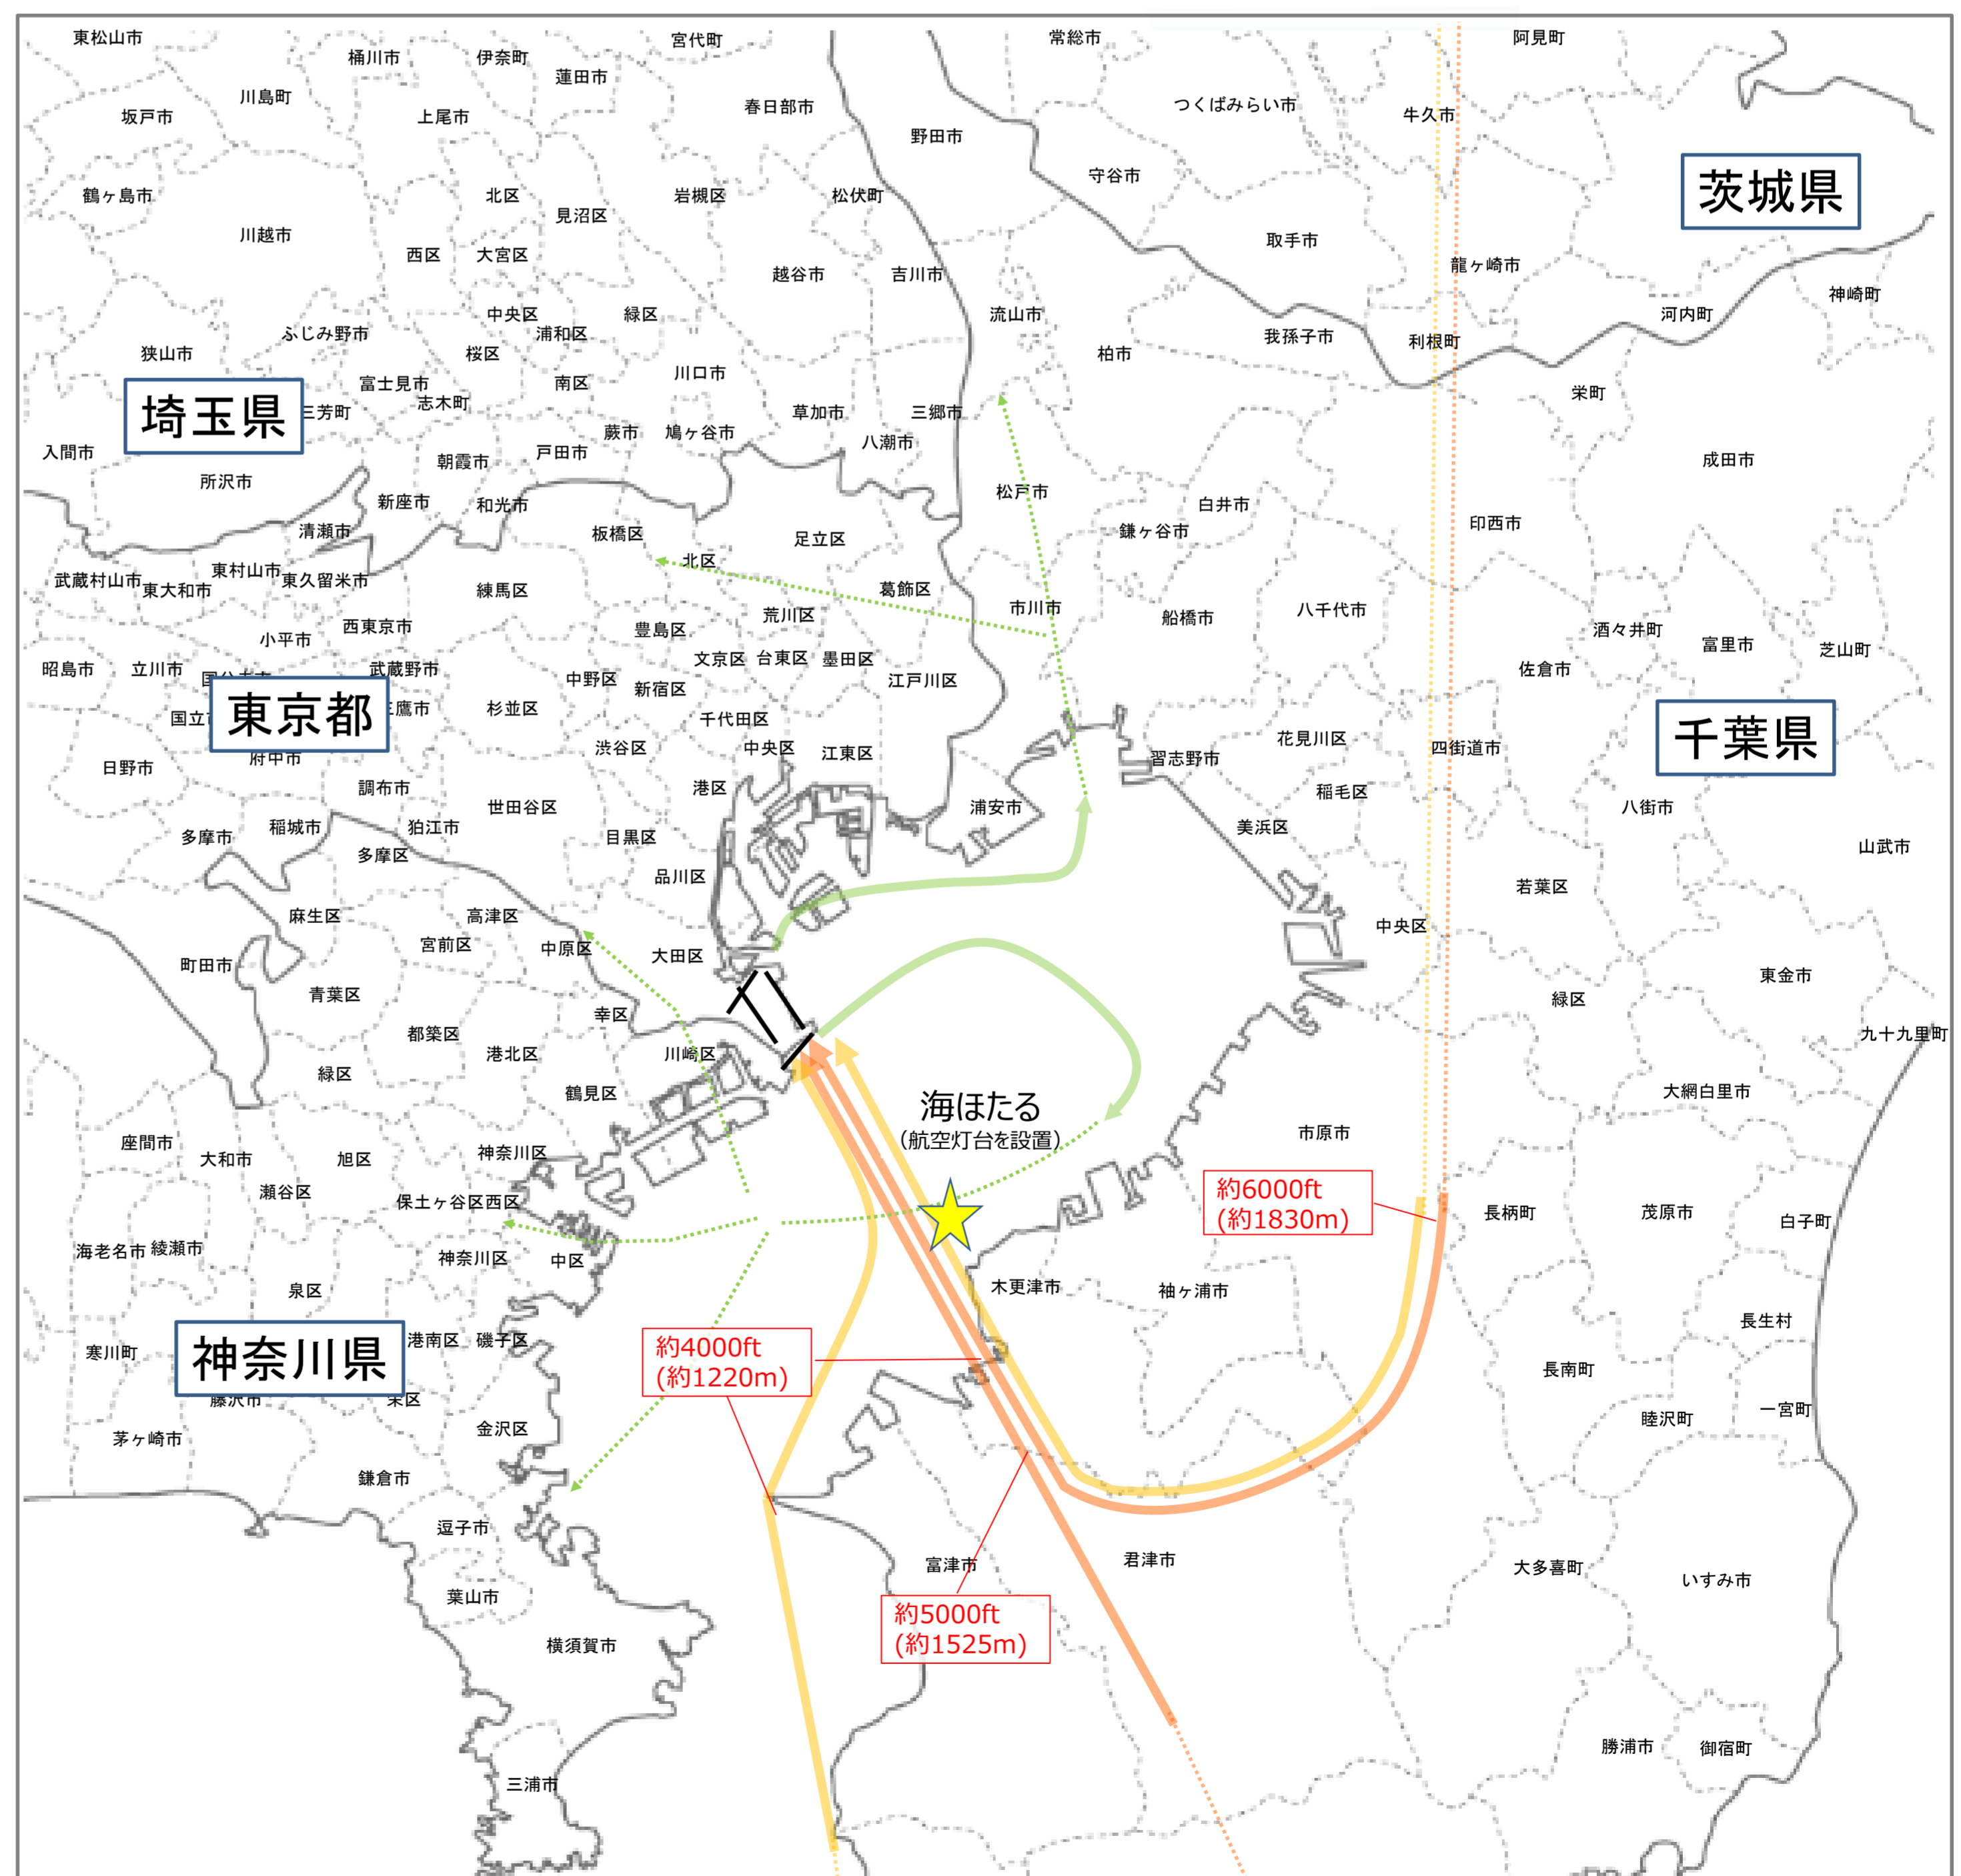 東松山市
桶川市
伊奈町
宮代町
常総市
阿見町
蓮田市
川島町
坂戸市
上尾市
春日部市
つくばみらい市
牛久市
野田市
茨城県
鶴ヶ島市
北区
見沼区
岩槻区
松伏町
守谷市
川越市
西区
大宮区
越谷市
吉川市
取手市
龍ヶ崎市
神崎町
ふじみ野市
中央区
浦和区
緑区
流山市
我孫子市
利根町
河内町
狭山市
桜区
柏市
富士見市
南区
川口市
栄町
埼玉県
三芳町
志木町
草加市
三郷市
入間市
朝霞市
戸田市
蕨市
鳩ヶ谷市
八潮市
成田市
所沢市
新座市
和光市
松戸市
白井市
清瀬市
板橋区
足立区
鎌ヶ谷市
印西市
北区
武蔵村山市
東大和市
東村山市
東久留米市
練馬区
葛飾区
市川市
船橋市
八千代市
小平市
西東京市
豊島区
荒川区
酒々井町
富里市
芝山町
昭島市
立川市
武蔵野市
中野区
新宿区
文京区
台東区
墨田区
江戸川区
佐倉市
東京都
国立
鷹市
杉並区
千代田区
千葉県
日野市
府中市
渋谷区
中央区
江東区
習志野市
花見川区
四街道市
調布市
世田谷区
港区
浦安市
稲毛区
八街市
多摩市
稲城市
狛江市
多摩区
目黒区
美浜区
山武市
品川区
若葉区
麻生区
高津区
宮前区
中原区
大田区
中央区
町田市
青葉区
東金市
都築区
幸区
緑区
港北区
川崎区
九十九里町
緑区
鶴見区
海ほたる
(航空灯台を設置)
大網白里市
座間市
大和市
旭区
神奈川区
市原市
瀬谷区
保土ヶ谷区
西区
約6000ft
(約1830m)
長柄町
茂原市
白子町
海老名市
綾瀬市
神奈川区
中区
泉区
木更津市
袖ヶ浦市
神奈川県
寒川町
港南区
磯子区
約4000ft
(約1220m)
長生村
長南町
藤沢市
栄区
茅ヶ崎市
金沢区
睦沢町
一宮町
鎌倉市
逗子市
富津市
君津市
大多喜町
いすみ市
葉山市
約5000ft
(約1525m)
横須賀市
勝浦市
御宿町
三浦市